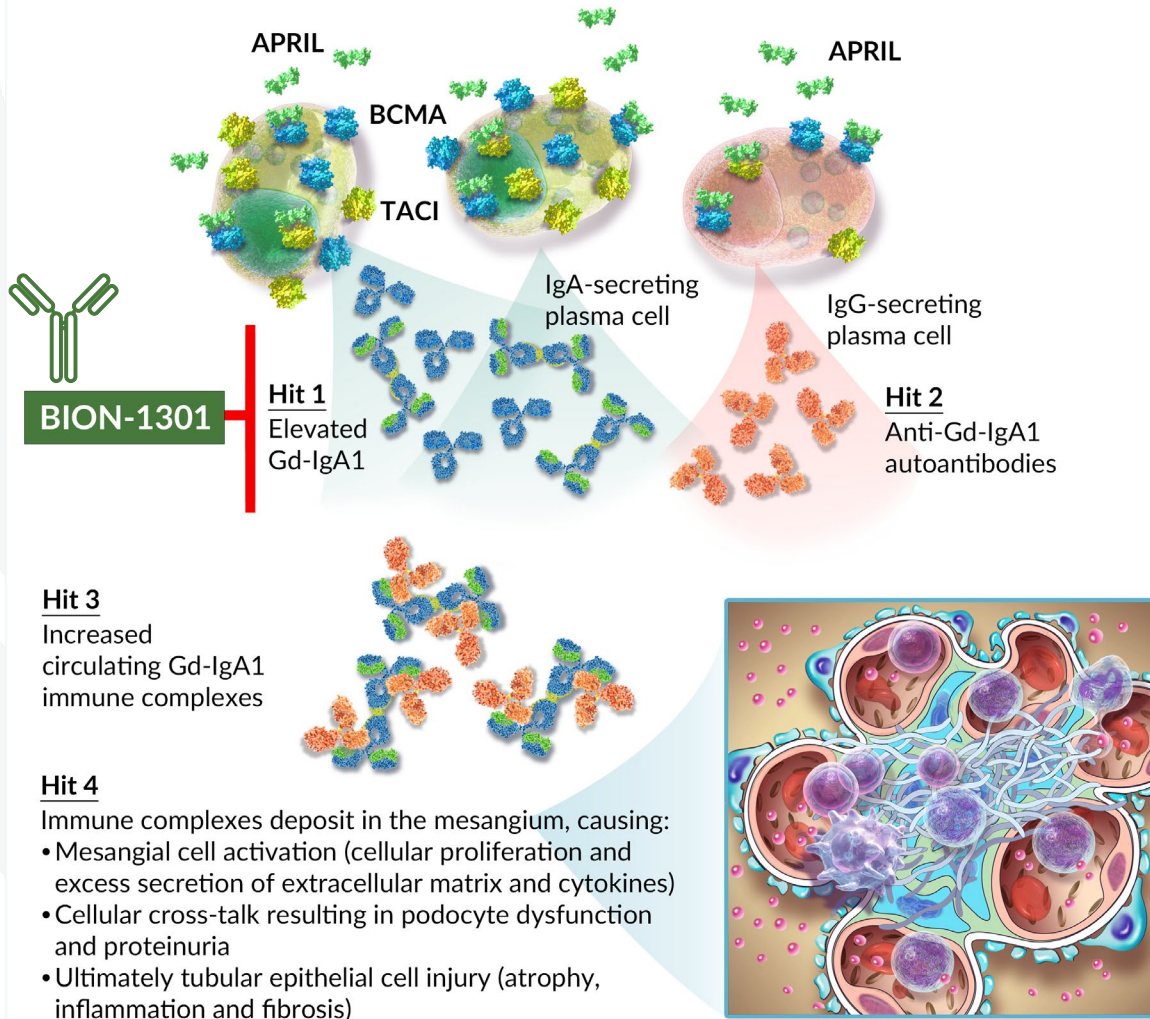 APRIL
APRIL
BCMA
TACI
IgA-secreting
plasma cell
IgG-secreting
plasma cell
BION-1301
Hit 1
Elevated
Gd-IgA1
Hit 2
Anti-Gd-IgA1
autoantibodies
Hit 3
Increased
circulating Gd-IgA1
immune complexes
Hit 4
Immune complexes deposit in the mesangium, causing:
• Mesangial cell activation (cellular proliferation and
excess secretion of extracellular matrix and cytokines)
• Cellular cross-talk resulting in podocyte dysfunction
and proteinuria
• Ultimately tubular epithelial cell injury (atrophy,
inflammation and fibrosis)